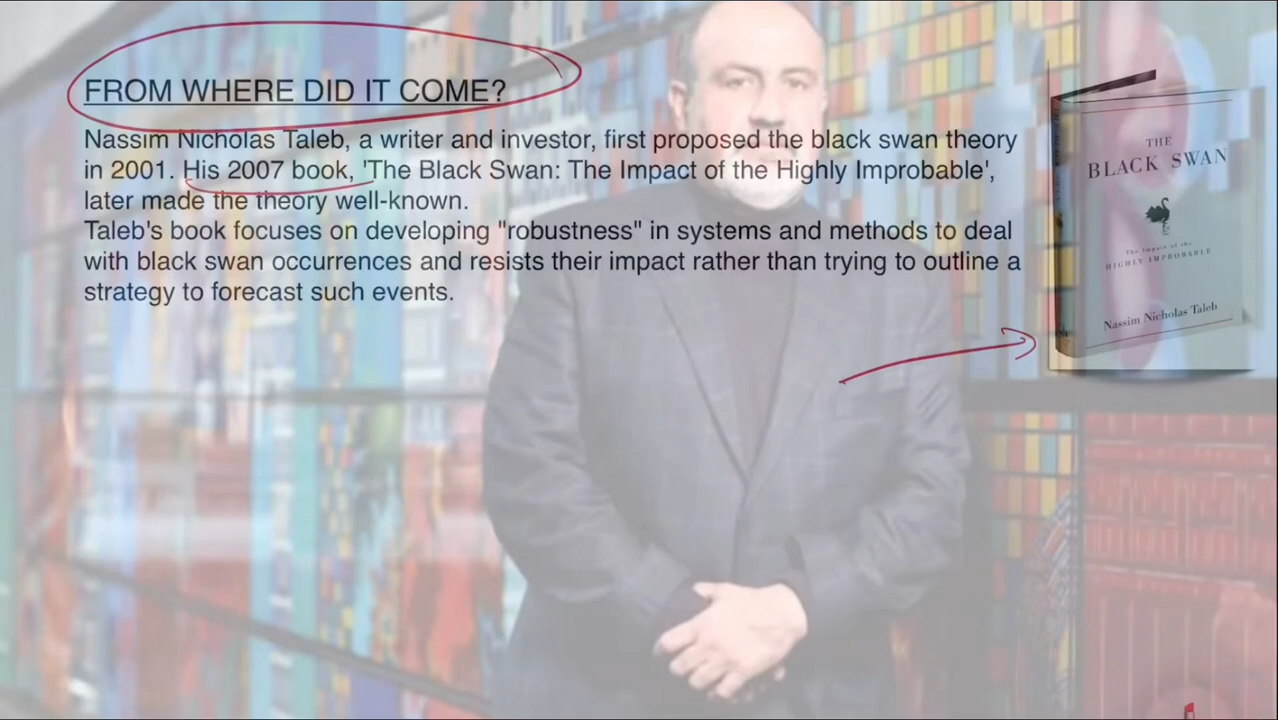 FROM WHERE DID IT COME?
Nassim Nicholas Taleb, a writer and investor, first proposed the black swan theory
in 2001. His 2007 book, 'The Black Swan: The Impact of the Highly Improbable',
later made the theory well-known.
Taleb's book focuses on developing "robustness" in systems and methods to deal
with black swan occurrences and resists their impact rather than trying to outline a
strategy to forecast such events.
THE
BLACK SWAN
The Impact of the
HIGHLY IMPROBABLE
Nassim Nicholas Taleb